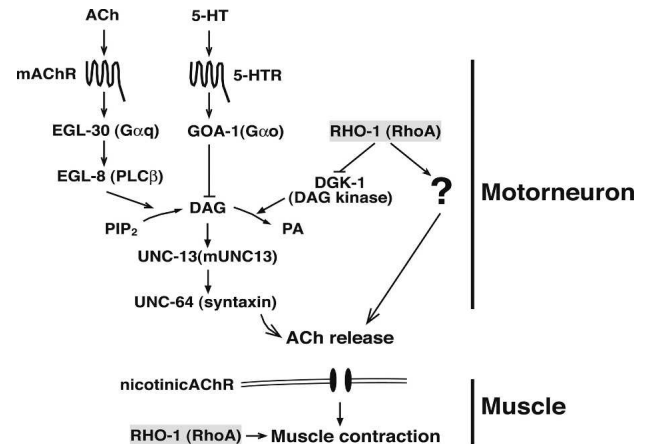 ACh 5-HT
mAChR 5-HTR
EGL-30 (Gαq) GOA-1(Gαo) RHO-1 (RhoA)
EGL-8 (PLCβ) DGK-1
(DAG kinase) ? Motorneuron
DAG
PIP₂ PA
UNC-13(mUNC13)
UNC-64 (syntaxin)
ACh release
nicotinicAChR
Muscle
RHO-1 (RhoA) Muscle contraction